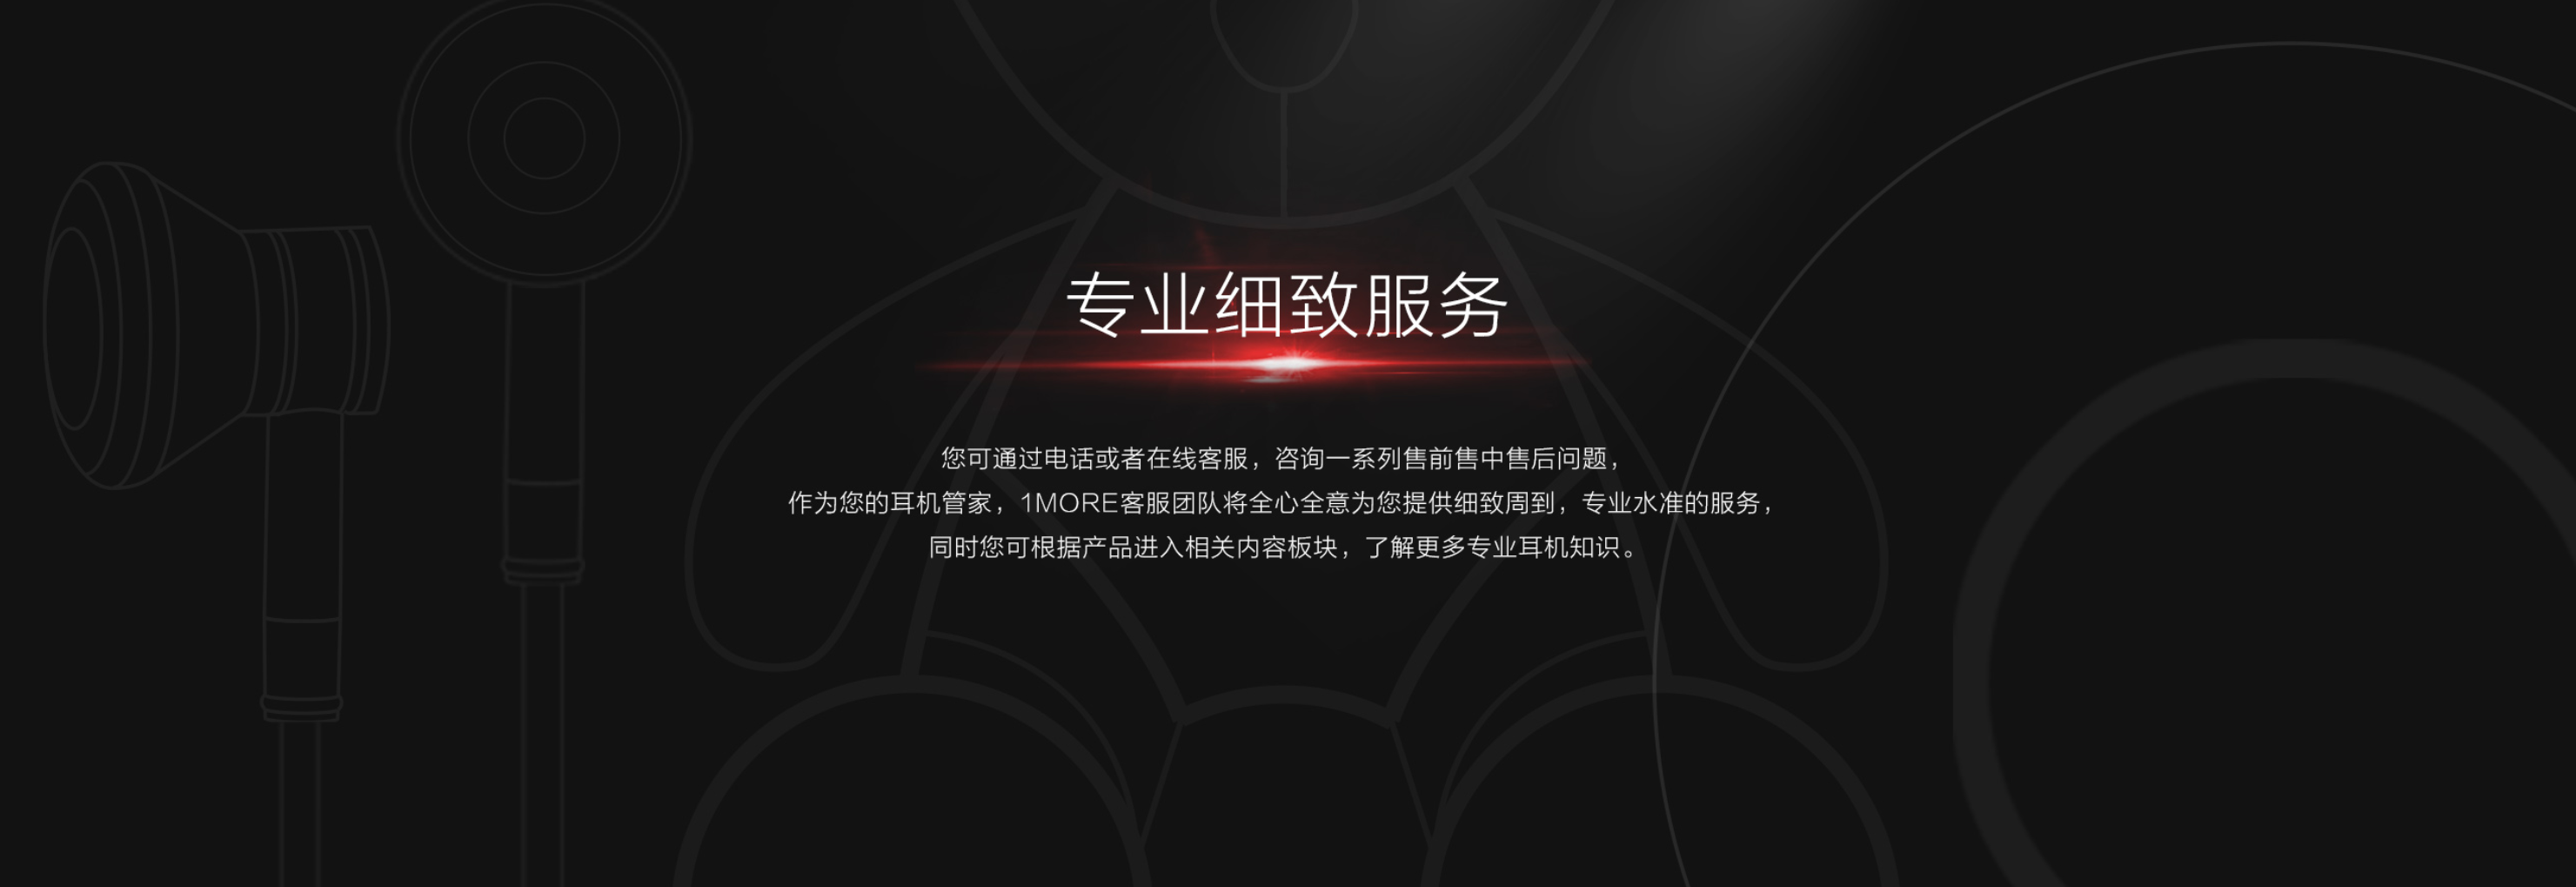 专业细致服务
您可通过电话或者在线客服，咨询一系列售前售中售后问题，
作为您的耳机管家，1MORE客服团队将全心全意为您提供细致周到，专业水准的服务，
同时您可根据产品进入相关内容板块，了解更多专业耳机知识。